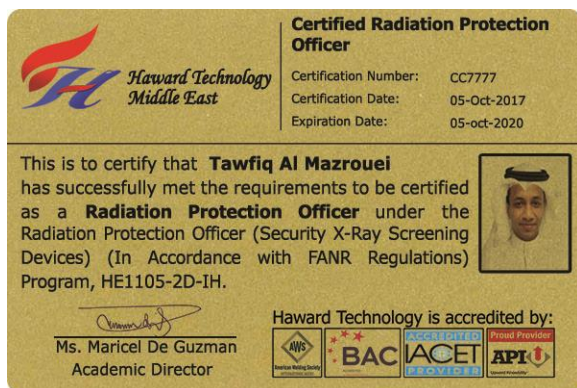 Haward Technology
Middle East
Certified Radiation Protection
Officer
Certification Number: CC7777
Certification Date: 05-Oct-2017
Expiration Date: 05-oct-2020
This is to certify that Tawfiq Al Mazrouei
has successfully met the requirements to be certified
as a Radiation Protection Officer under the
Radiation Protection Officer (Security X-Ray Screening
Devices) (In Accordance with FANR Regulations)
Program, HE1105-2D-IH.
Ms. Maricel De Guzman
Academic Director
Haward Technology is accredited by:
AWS
American Welding Society
BAC
ACCREDITED
IACET
PROVIDER
Proud Provider
API